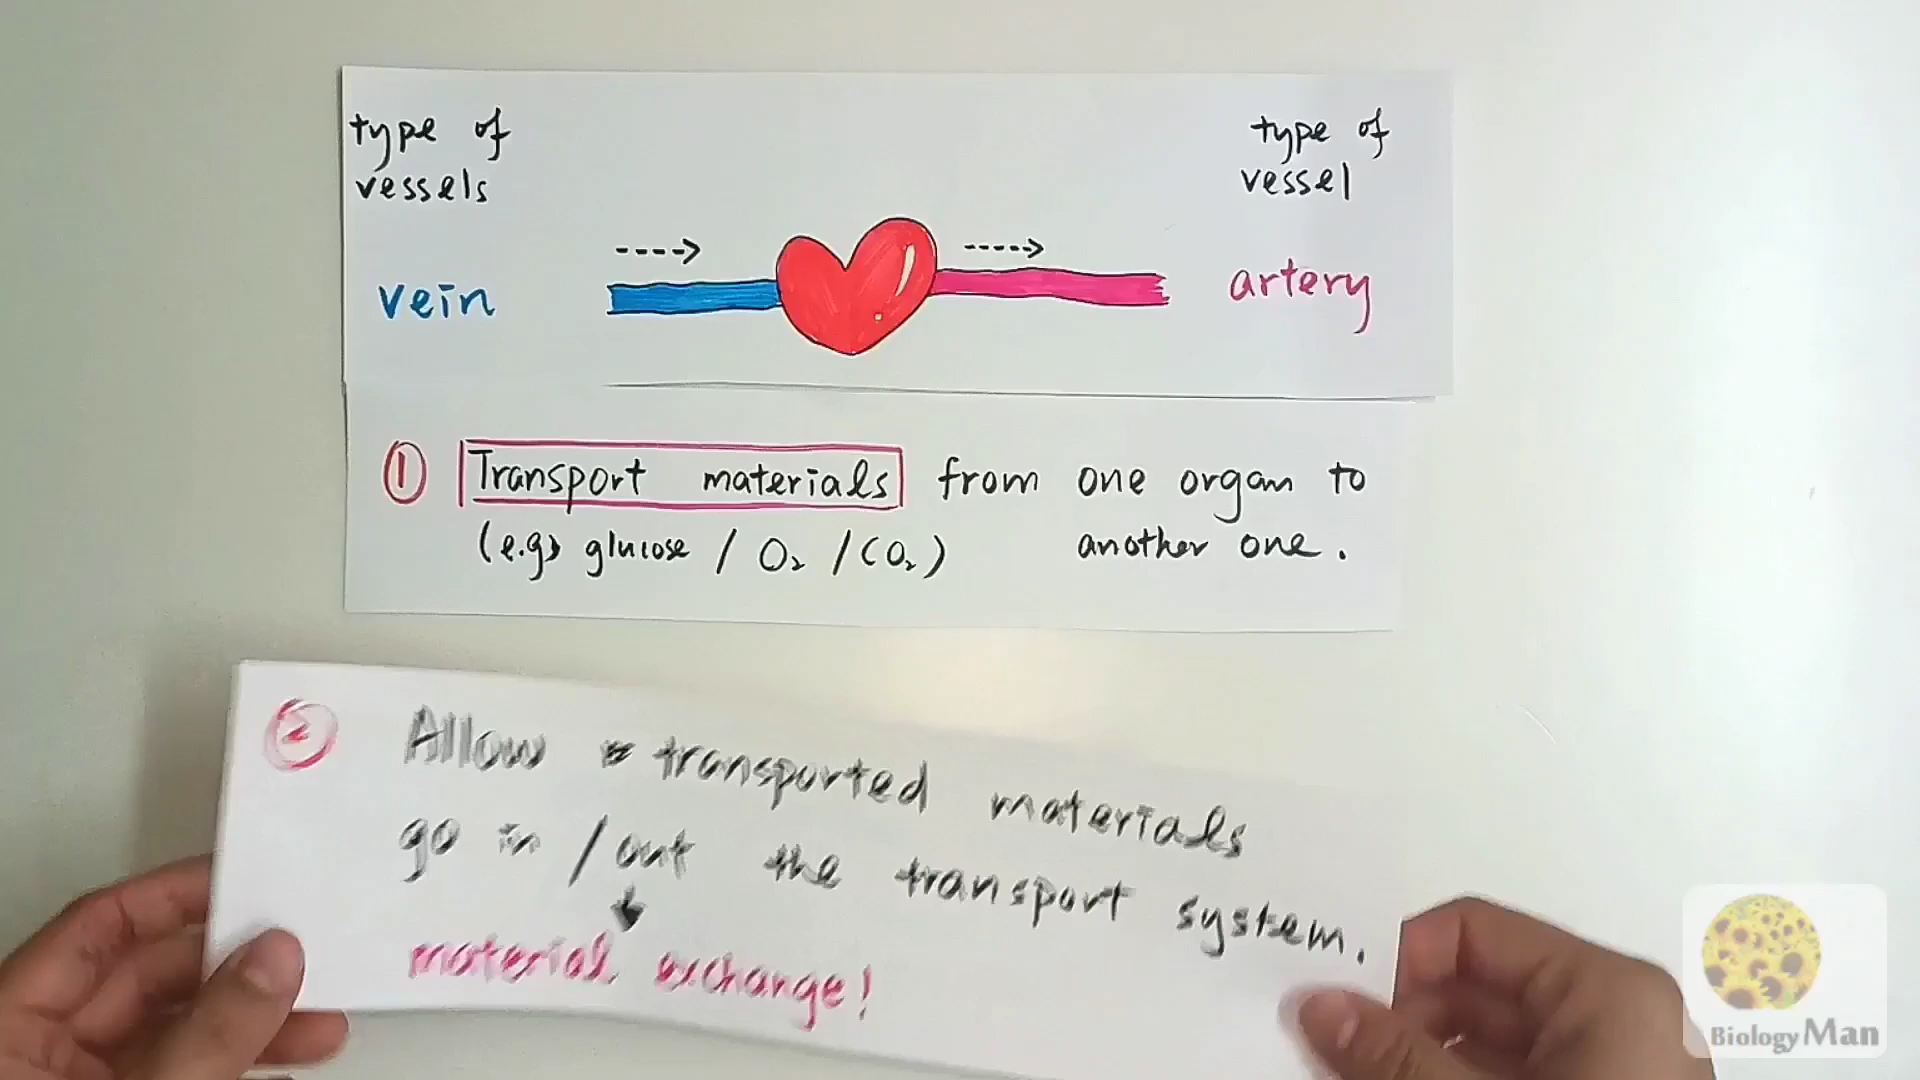 type of
vessels
type of
vessel
vein
artery
① Transport materials from one organ to
(e.g. glucose / O₂ / CO₂) another one.
② Allow transported materials
go in / out the transport system.
material exchange!
Biology Man